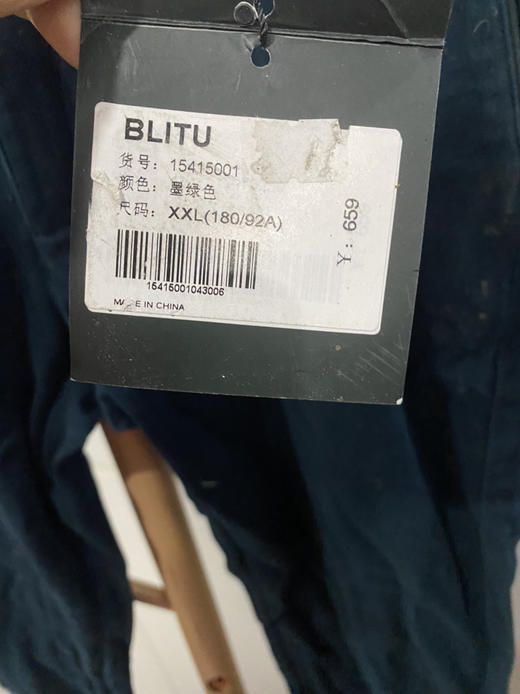 BLITU
货号: 15415001
颜色: 墨绿色
尺码: XXL(180/92A)
15415001043006
MADE IN CHINA
Y: 659